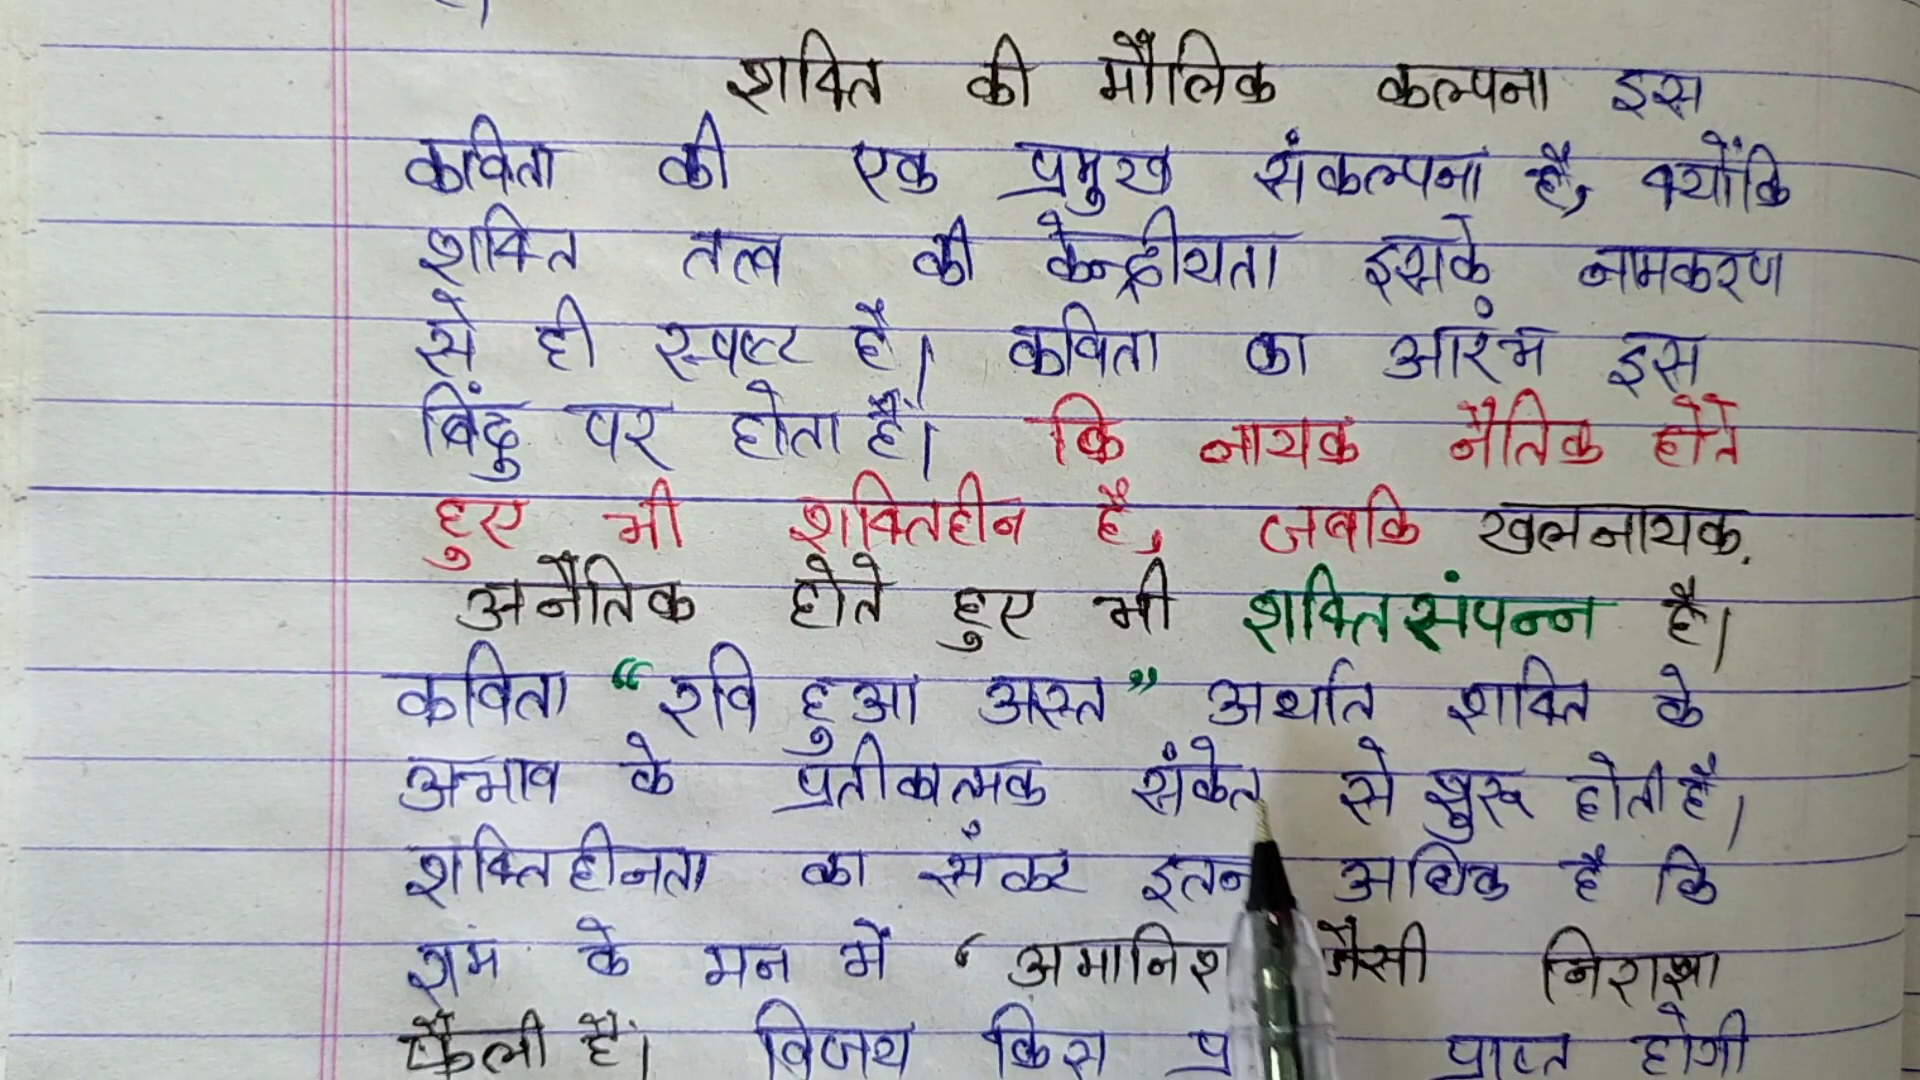 शक्ति की मौलिक कल्पना इस
कविता की एक प्रमुख संकल्पना है, क्योंकि
शक्ति तत्व की केन्द्रीयता इसके नामकरण
से ही स्पष्ट है। कविता का आरंभ इस
बिंदु पर होता हैं। कि नायक नैतिक होते
हुए भी शक्तिहीन है, जबकि खलनायक.
अनैतिक होते हुए भी शक्तिसंपन्न है।
कविता “रवि हुआ अस्त” अर्थात शक्ति के
अभाव के प्रतीकात्मक संकेत से शुरू होती है।
शक्तिहीनता का संकट अधिक है कि
राम के मन में ‘ जैसी निराशा
फैली हैं। विजय किस प्राप्त होगी